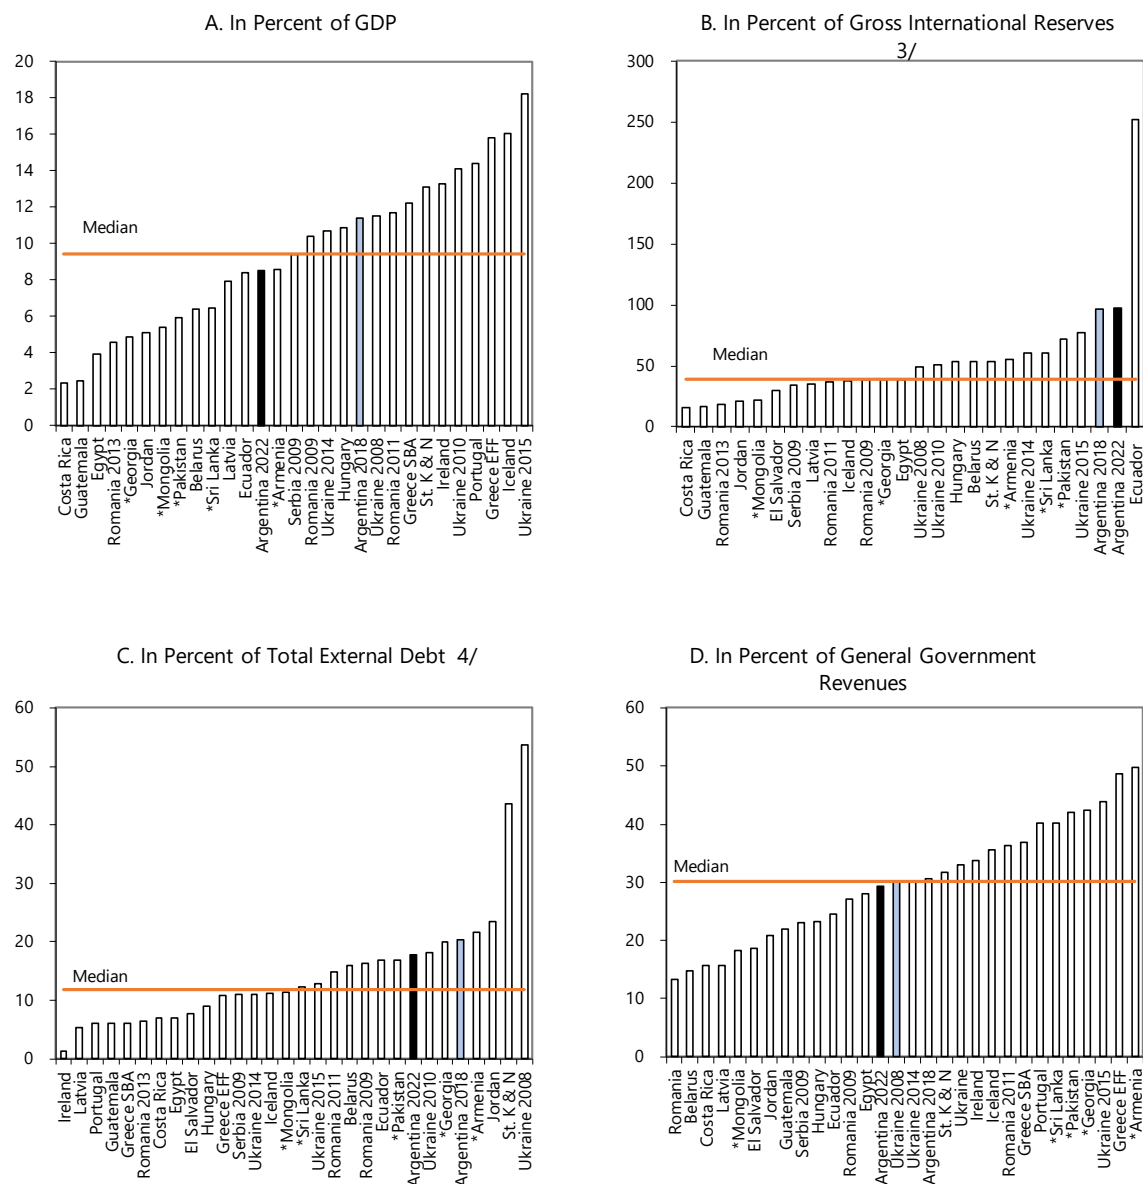 A. In Percent of GDP
20
18
16
14
12
10
8
6
4
2
0
Median
Costa Rica
Guatemala
Egypt
Romania 2013
*Georgia
Jordan
*Mongolia
*Pakistan
Belarus
*Sri Lanka
Latvia
Ecuador
Argentina 2022
*Armenia
Serbia 2009
Romania 2009
Ukraine 2014
Hungary
Argentina 2018
Ukraine 2008
Romania 2011
Greece SBA
St. K & N
Ireland
Ukraine 2010
Portugal
Greece EFF
Iceland
Ukraine 2015
B. In Percent of Gross International Reserves
3/
300
250
200
150
100
50
0
Median
Costa Rica
Guatemala
Romania 2013
Jordan
*Mongolia
El Salvador
Serbia 2009
Latvia
Romania 2011
Iceland
Romania 2009
*Georgia
Egypt
Ukraine 2008
Ukraine 2010
Hungary
Belarus
St. K & N
*Armenia
Ukraine 2014
*Sri Lanka
*Pakistan
Ukraine 2015
Argentina 2018
Argentina 2022
Ecuador
C. In Percent of Total External Debt 4/
60
50
40
30
20
10
0
Median
Ireland
Latvia
Portugal
Guatemala
Greece SBA
Romania 2013
Costa Rica
Egypt
El Salvador
Hungary
Greece EFF
Serbia 2009
Ukraine 2014
Iceland
*Mongolia
*Sri Lanka
Ukraine 2015
Romania 2011
Belarus
Romania 2009
Ecuador
*Pakistan
Argentina 2022
Ukraine 2010
*Georgia
Argentina 2018
*Armenia
Jordan
St. K & N
Ukraine 2008
D. In Percent of General Government
Revenues
60
50
40
30
20
10
0
Median
Romania
Belarus
Costa Rica
Latvia
*Mongolia
El Salvador
Jordan
Guatemala
Serbia 2009
Hungary
Ecuador
Romania 2009
Egypt
Argentina 2022
Ukraine 2008
Ukraine 2014
Argentina 2018
St. K & N
Ukraine
Ireland
Iceland
Romania 2011
Greece SBA
Portugal
*Sri Lanka
*Pakistan
*Georgia
Ukraine 2015
Greece EFF
*Armenia